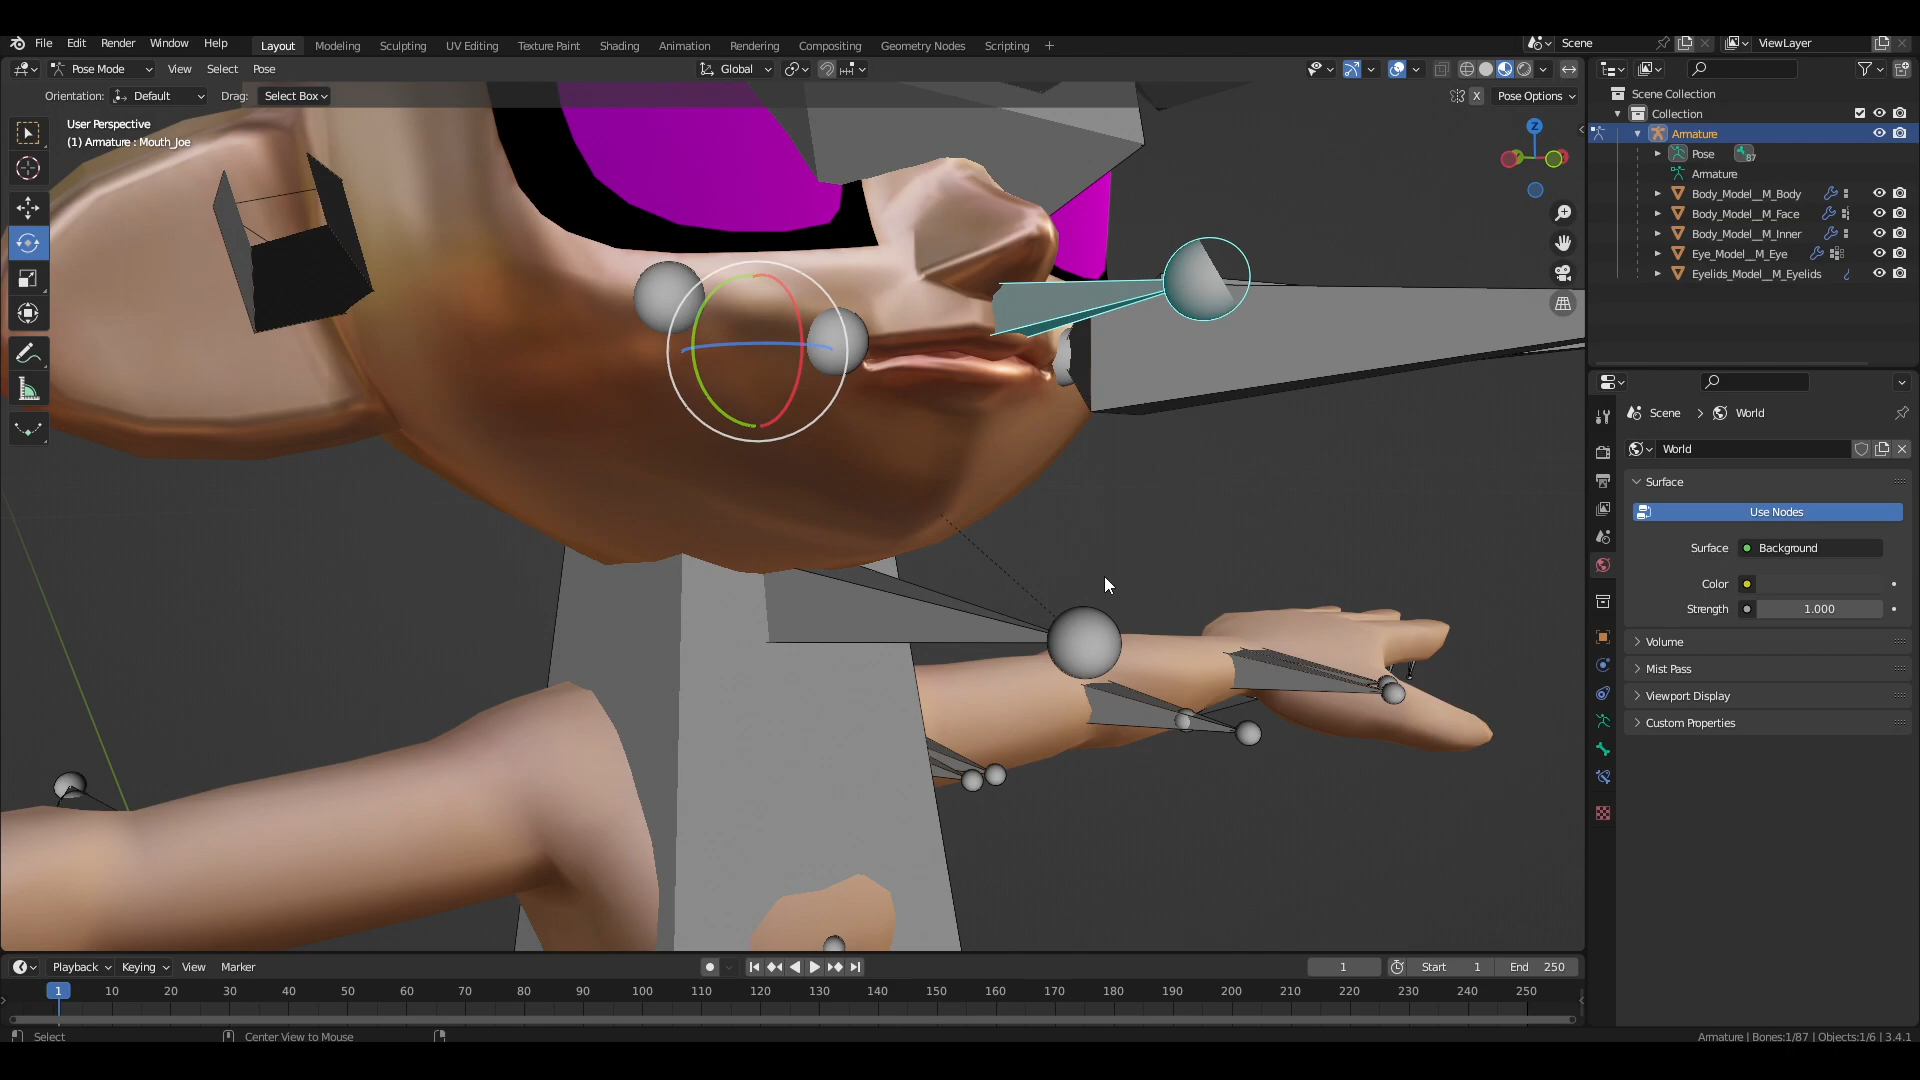 File Edit Render Window Help Layout Modeling Sculpting UV Editing Texture Paint Shading Animation Rendering Compositing Geometry Nodes Scripting + Scene ViewLayer
Pose Mode View Select Pose Global
Orientation: Default Drag: Select Box X Pose Options
User Perspective
(1) Armature : Mouth_Joe
Z
Scene Collection
Collection
Armature
Pose 87
Armature
Body_Model__M_Body
Body_Model__M_Face
Body_Model__M_Inner
Eye_Model__M_Eye
Eyelids_Model__M_Eyelids
Scene > World
World
Surface
Use Nodes
Surface Background
Color
Strength 1.000
Volume
Mist Pass
Viewport Display
Custom Properties
Playback Keying View Marker 1 Start 1 End 250
1 10 20 30 40 50 60 70 80 90 100 110 120 130 140 150 160 170 180 190 200 210 220 230 240 250
Select Center View to Mouse Armature | Bones:1/87 | Objects:1/6 | 3.4.1